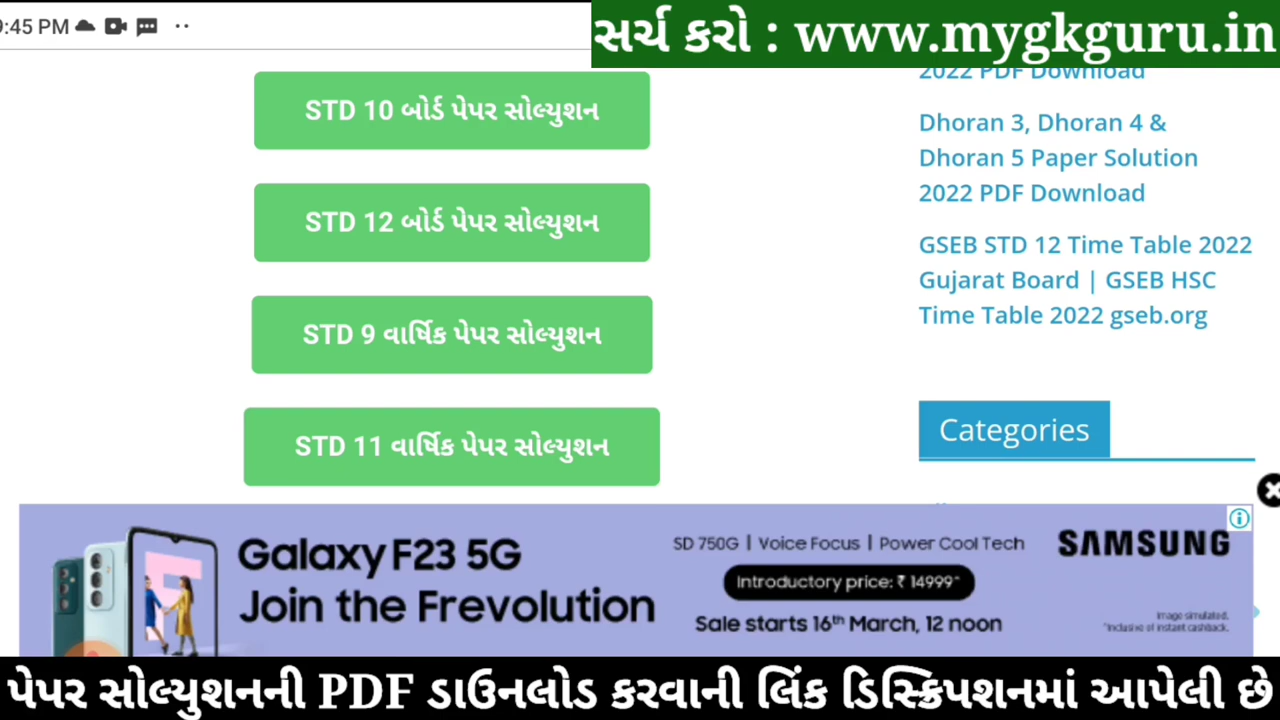 9:45 PM
સર્ચ કરો : www.mygkguru.in
STD 10 બોર્ડ પેપર સોલ્યુશન
STD 12 બોર્ડ પેપર સોલ્યુશન
STD 9 વાર્ષિક પેપર સોલ્યુશન
STD 11 વાર્ષિક પેપર સોલ્યુશન
2022 PDF Download
Dhoran 3, Dhoran 4 &
Dhoran 5 Paper Solution
2022 PDF Download
GSEB STD 12 Time Table 2022
Gujarat Board | GSEB HSC
Time Table 2022 gseb.org
Categories
Galaxy F23 5G
Join the Frevolution
SD 750G | Voice Focus | Power Cool Tech
Introductory price: ₹ 14999*
Sale starts 16th March, 12 noon
SAMSUNG
Image simulated.
*Inclusive of instant cashback.
પેપર સોલ્યુશનની PDF ડાઉનલોડ કરવાની લિંક ડિસ્ક્રિપશનમાં આપેલી છે